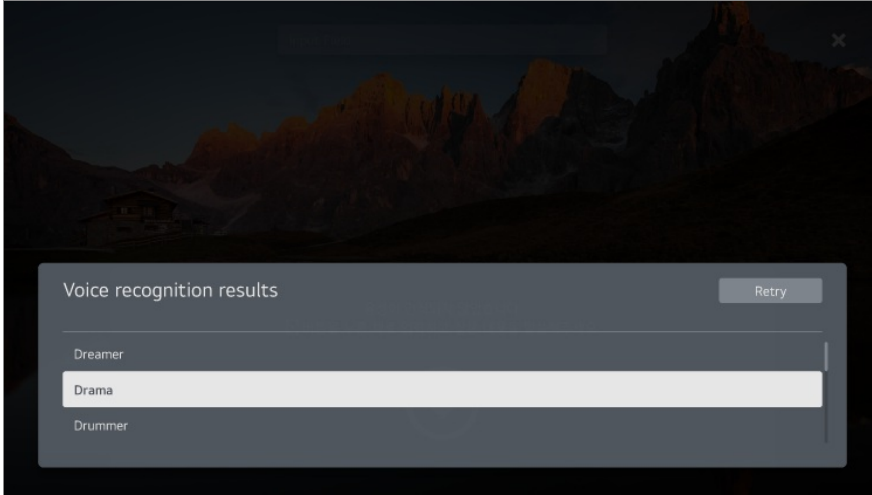 Voice recognition results
Retry
Dreamer
Drama
Drummer